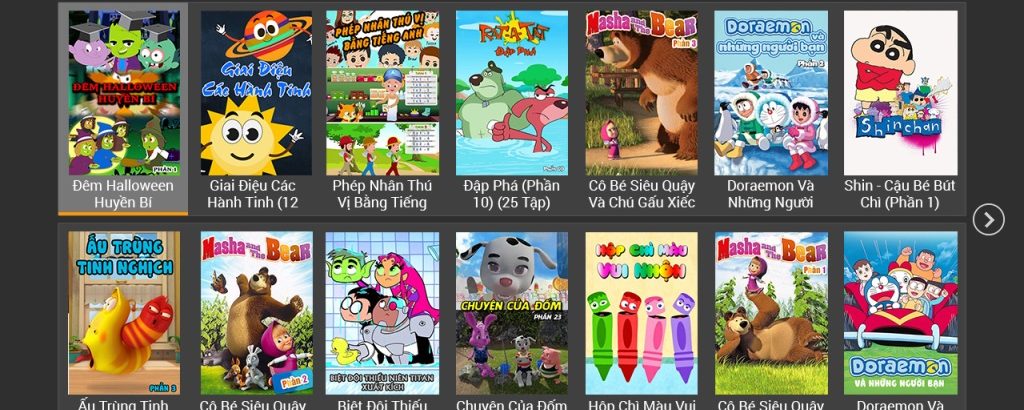 ĐÊM HALLOWEEN
HUYỀN BÍ
PHẦN 1
Đêm Halloween
Huyền Bí
Giai Điệu
Các Hành Tinh
Giai Điệu Các
Hành Tinh (12
PHÉP NHÂN THÚ VỊ
BẰNG TIẾNG ANH
Phép Nhân Thú
Vị Bằng Tiếng
RAT-A-TAT
ĐẬP PHÁ
Đập Phá (Phần
10) (25 Tập)
Masha and The Bear
Phần 3
Cô Bé Siêu Quậy
Và Chú Gấu Xiếc
Doraemon và
những người bạn
Phần 2
Doraemon Và
Những Người
Shinchan
Shin - Cậu Bé Bút
Chì (Phần 1)
ẤU TRÙNG
TINH NGHỊCH
PHẦN 3
Ấu Trùng Tinh
Masha and The Bear
Phần 2
Cô Bé Siêu Quậy
BIỆT ĐỘI THIẾU NIÊN TITAN
XUẤT KÍCH
Biệt Đội Thiếu
CHUYỆN CỦA ĐỐM
PHẦN 23
Chuyện Của Đốm
HỘP CHÌ MÀU
VUI NHỘN
Hộp Chì Màu Vui
Masha and The Bear
Phần 1
Cô Bé Siêu Quậy
Doraemon
VÀ NHỮNG NGƯỜI BẠN
Doraemon Và